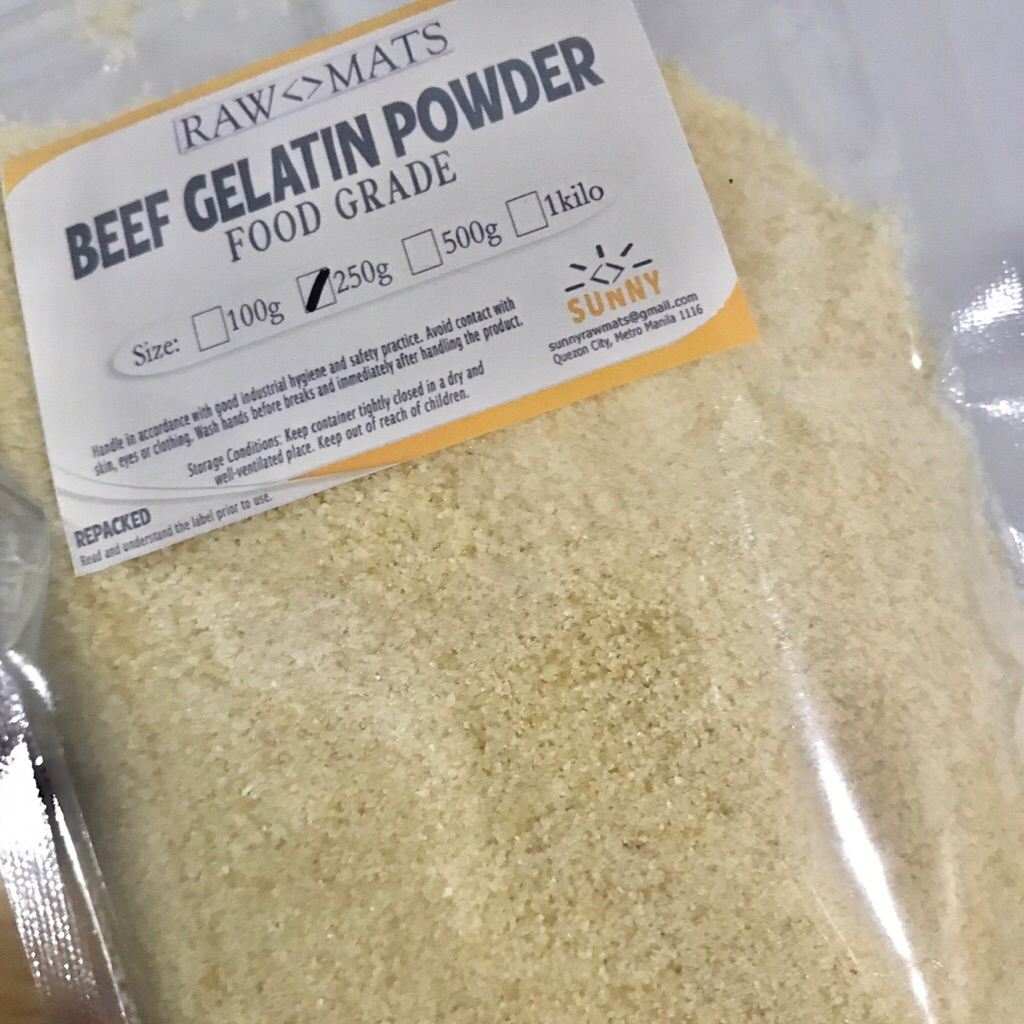 RAW<>MATS
BEEF GELATIN POWDER
FOOD GRADE
Size: 100g 250g 500g 1kilo
SUNNY
sunnyrawmats@gmail.com
Quezon City, Metro Manila 1116
Handle in accordance with good industrial hygiene and safety practice. Avoid contact with
skin, eyes or clothing. Wash hands before breaks and immediately after handling the product.
Storage Conditions: Keep container tightly closed in a dry and
well-ventilated place. Keep out of reach of children.
REPACKED
Read and understand the label prior to use.